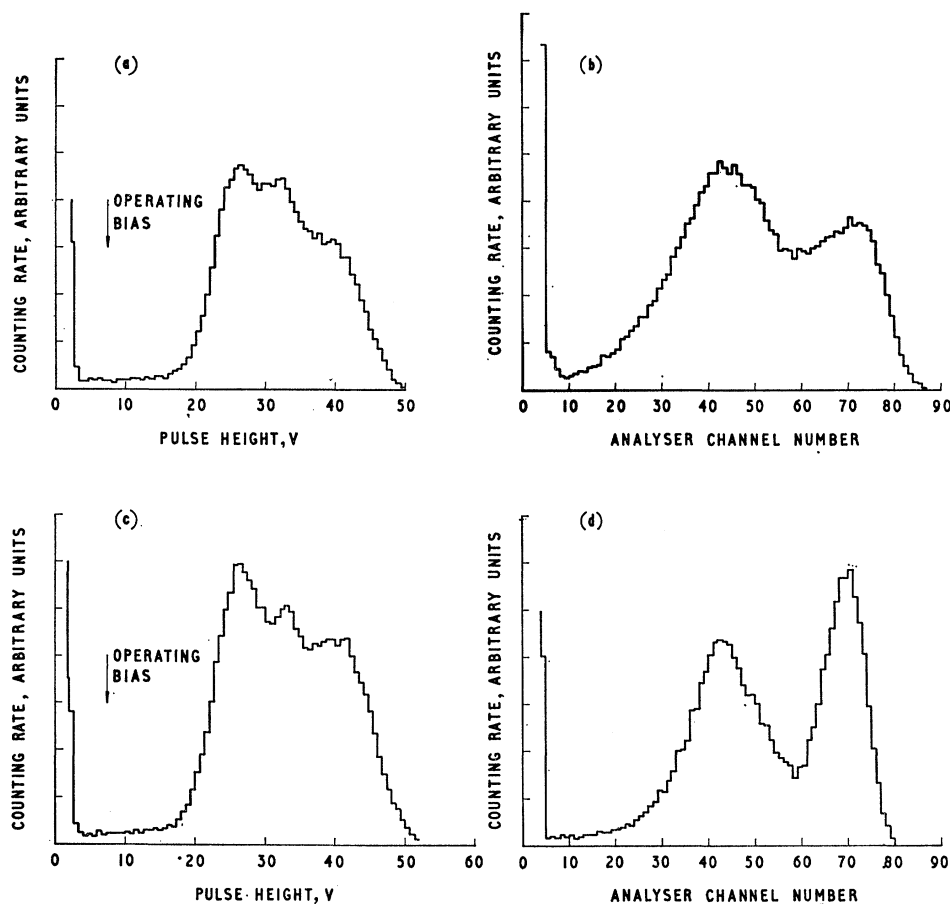 (a)
COUNTING RATE, ARBITRARY UNITS
OPERATING
BIAS
0 10 20 30 40 50
PULSE HEIGHT, V
(b)
COUNTING RATE, ARBITRARY UNITS
0 10 20 30 40 50 60 70 80 90
ANALYSER CHANNEL NUMBER
(c)
COUNTING RATE, ARBITRARY UNITS
OPERATING
BIAS
0 10 20 30 40 50 60
PULSE HEIGHT, V
(d)
COUNTING RATE, ARBITRARY UNITS
0 10 20 30 40 50 60 70 80 90
ANALYSER CHANNEL NUMBER